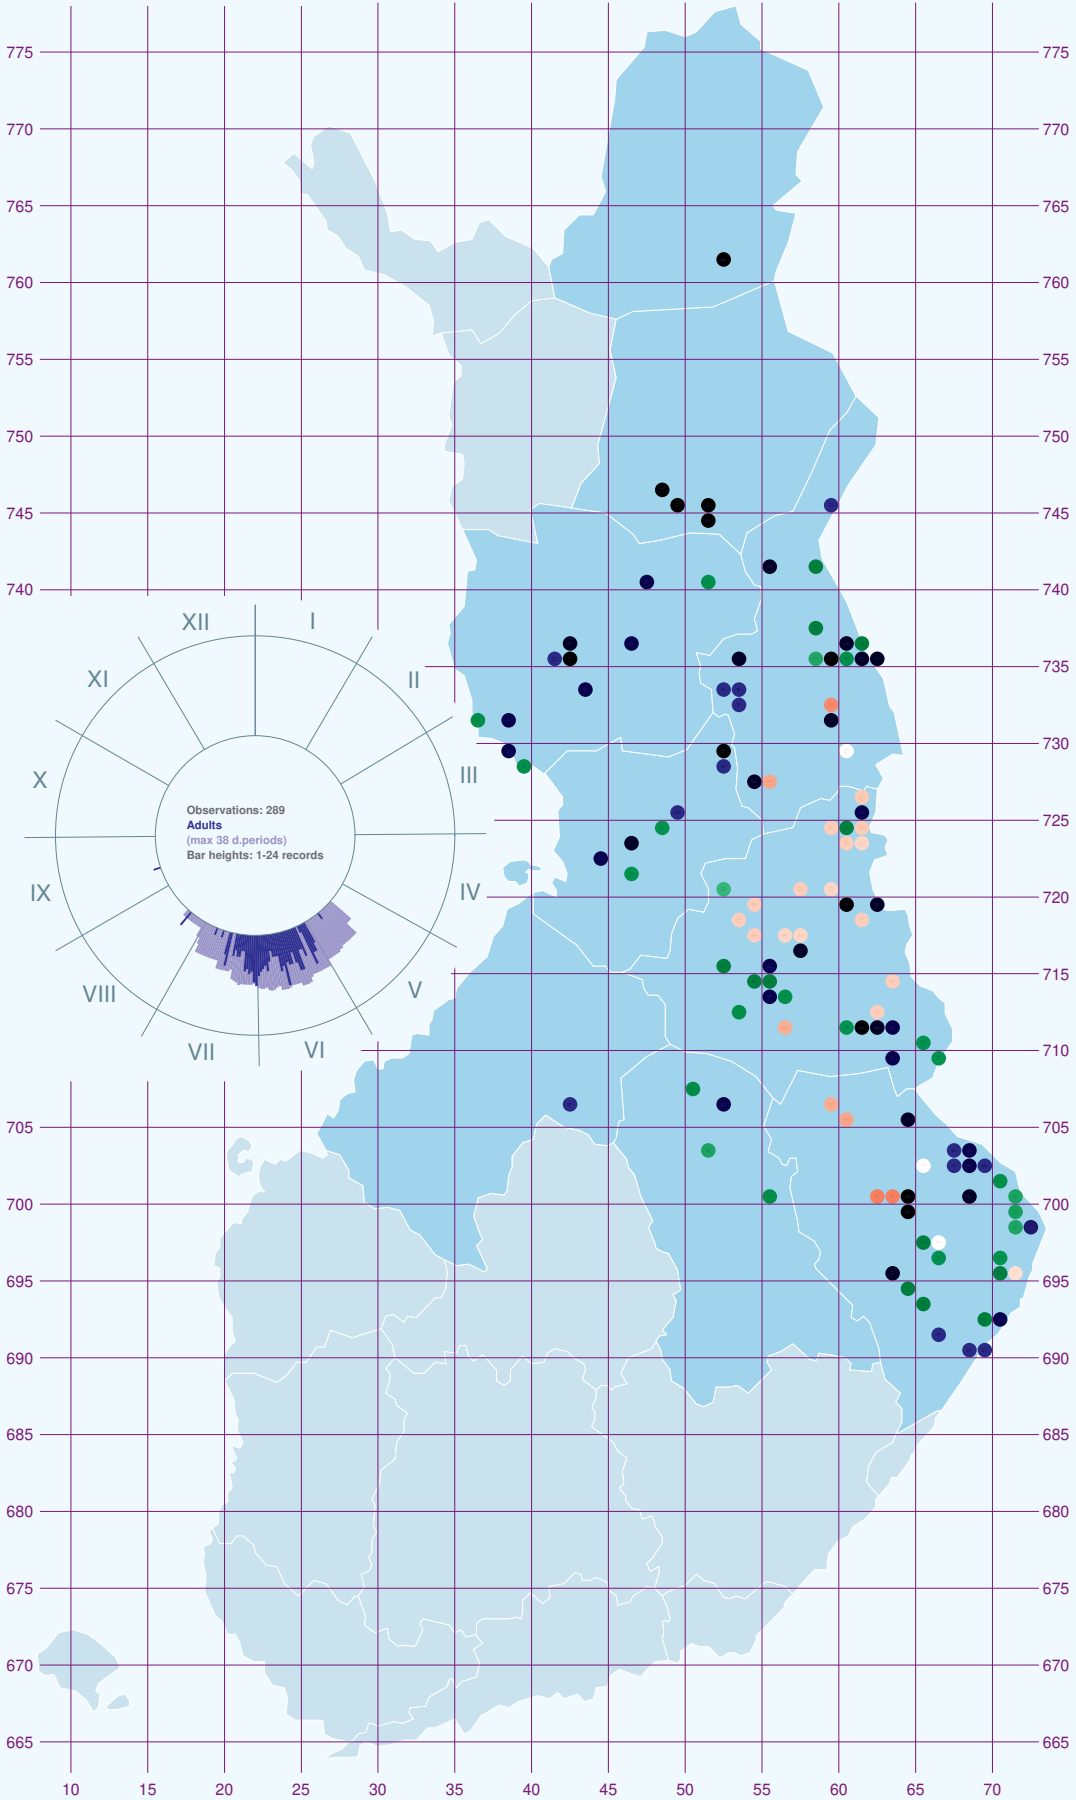 775 775
770 770
765 765
760 760
755 755
750 750
745 745
740 740
XII I
XI II
735 735
730 730
X III
725 725
Observations: 289
Adults
(max 38 d.periods)
Bar heights: 1-24 records
IX IV
720 720
715 715
VIII V
VII VI
710 710
705 705
700 700
695 695
690 690
685 685
680 680
675 675
670 670
665 665
10 15 20 25 30 35 40 45 50 55 60 65 70